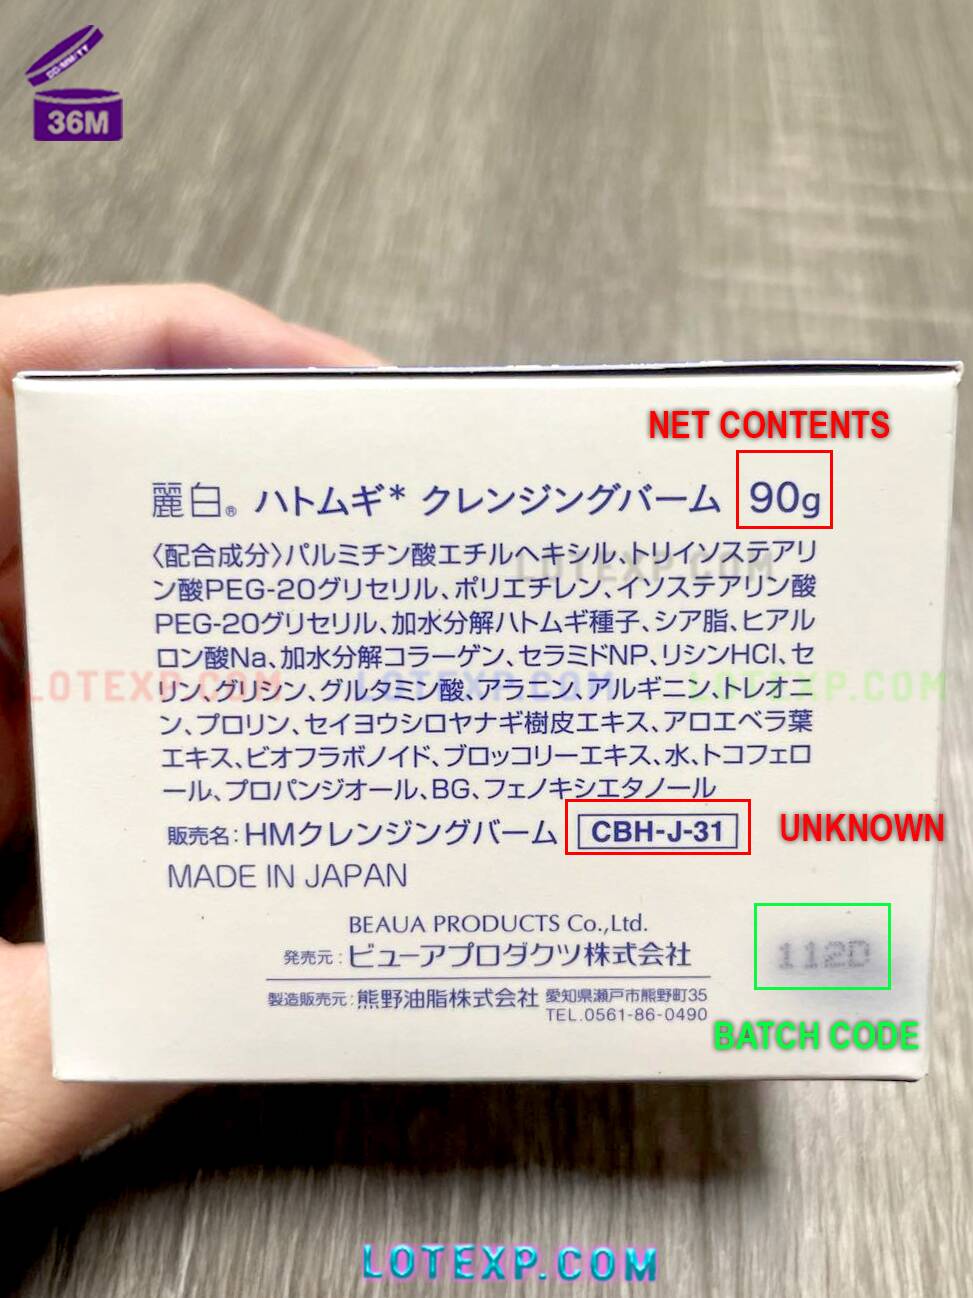 DD/MM/YY
36M
NET CONTENTS
麗白® ハトムギ* クレンジングバーム 90g
〈配合成分〉パルミチン酸エチルヘキシル、トリイソステアリ
ン酸PEG-20グリセリル、ポリエチレン、イソステアリン酸
LOTEXP.COM
PEG-20グリセリル、加水分解ハトムギ種子、シア脂、ヒアル
ロン酸Na、加水分解コラーゲン、セラミドNP、リシンHCl、セ
リン、グリシン、グルタミン酸、アラニン、アルギニン、トレオニ
LOTEXP.COM LOTEXP.COM LOTEXP.COM
ン、プロリン、セイヨウシロヤナギ樹皮エキス、アロエベラ葉
エキス、ビオフラボノイド、ブロッコリーエキス、水、トコフェロ
ール、プロパンジオール、BG、フェノキシエタノール
販売名：HMクレンジングバーム CBH-J-31 UNKNOWN
MADE IN JAPAN
BEAUA PRODUCTS Co.,Ltd.
発売元：ビューアプロダクツ株式会社
112D
製造販売元：熊野油脂株式会社 愛知県瀬戸市熊野町35
TEL.0561-86-0490
BATCH CODE
LOTEXP.COM